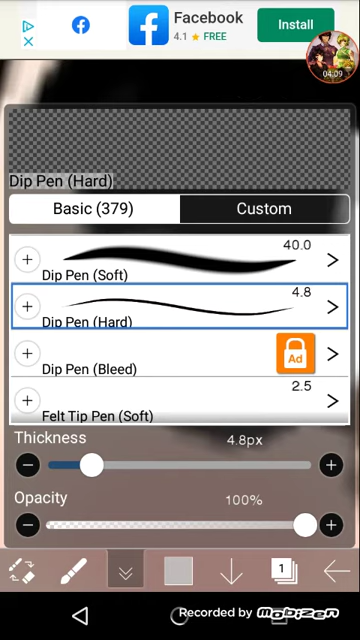 Facebook
4.1 ★ FREE
Install
04:09
Dip Pen (Hard)
Basic (379)
Custom
40.0
Dip Pen (Soft)
4.8
Dip Pen (Hard)
Ad
Dip Pen (Bleed)
2.5
Felt Tip Pen (Soft)
Thickness
4.8px
Opacity
100%
1
Recorded by mobizen